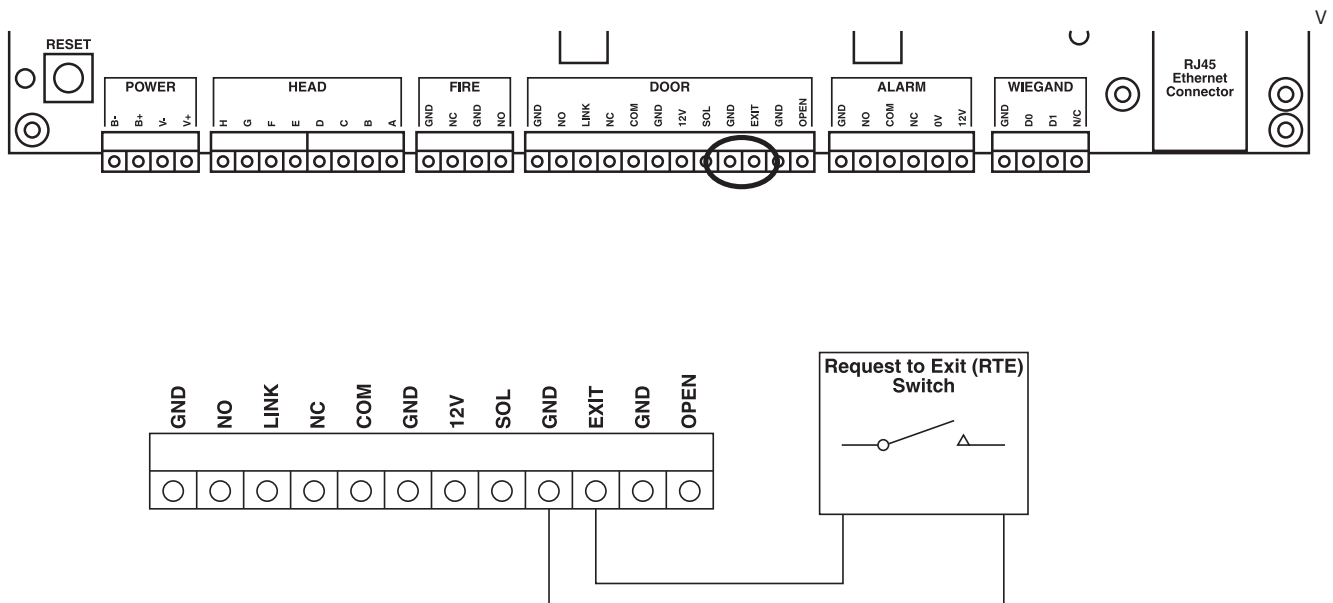 V
RESET
RJ45
Ethernet
Connector
POWER HEAD FIRE DOOR ALARM WIEGAND
B- B+ V- V+ H G F E D C B A GND NC GND NO GND NO LINK NC COM GND 12V SOL GND EXIT GND OPEN GND NO COM NC 0V 12V GND D0 D1 N/C
Request to Exit (RTE)
Switch
GND NO LINK NC COM GND 12V SOL GND EXIT GND OPEN